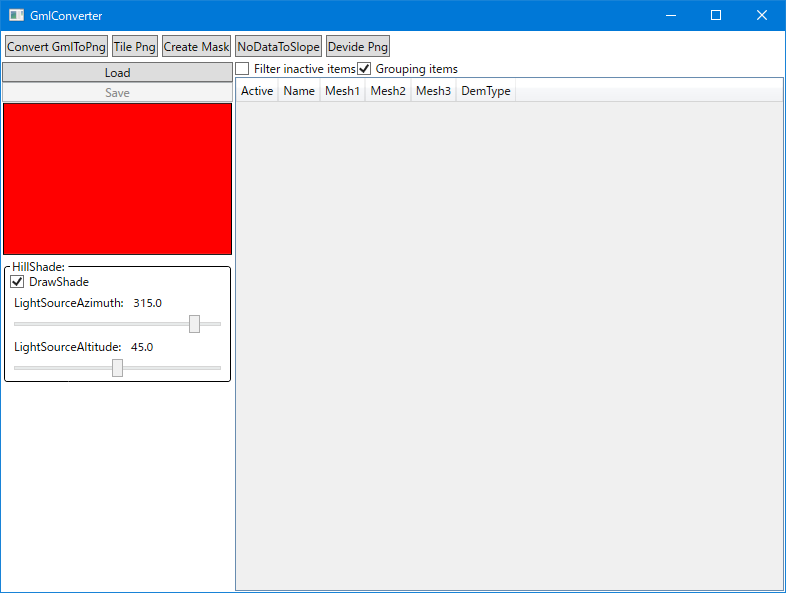 GmlConverter
Convert GmlToPng Tile Png Create Mask NoDataToSlope Devide Png
Load
Save
Filter inactive items Grouping items
Active Name Mesh1 Mesh2 Mesh3 DemType
HillShade:
DrawShade
LightSourceAzimuth: 315.0
LightSourceAltitude: 45.0